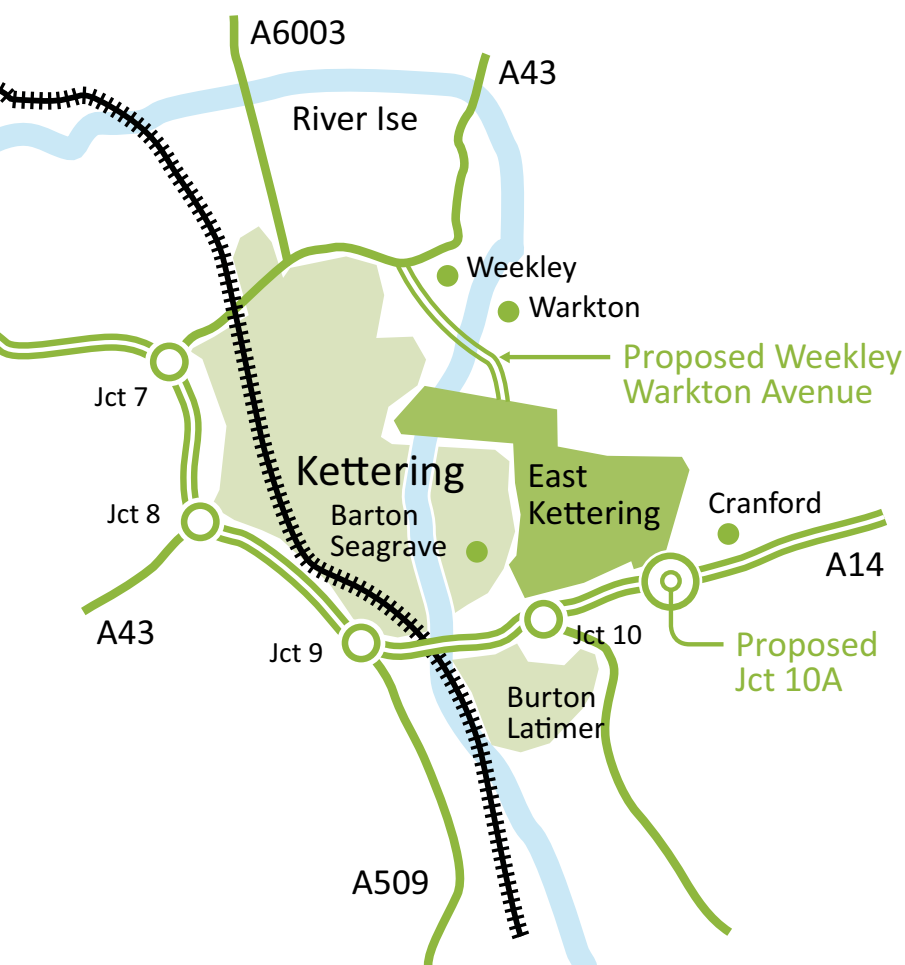 A6003
A43
River Ise
Weekley
Warkton
Proposed Weekley
Warkton Avenue
Jct 7
Kettering
East
Kettering
Cranford
Jct 8
Barton
Seagrave
A14
A43
Jct 9
Jct 10
Proposed
Jct 10A
Burton
Latimer
A509